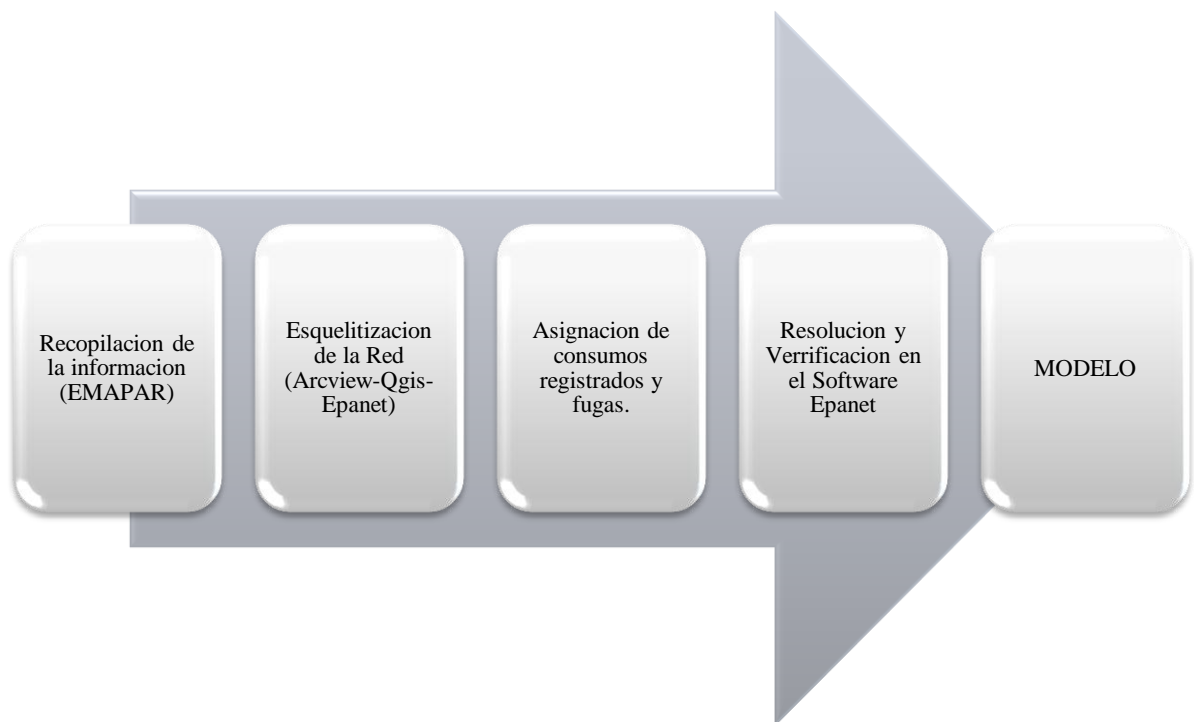 Recopilacion de
la informacion
(EMAPAR)
Esquelitizacion
de la Red
(Arcview-Qgis-
Epanet)
Asignacion de
consumos
registrados y
fugas.
Resolucion y
Verrificacion en
el Software
Epanet
MODELO